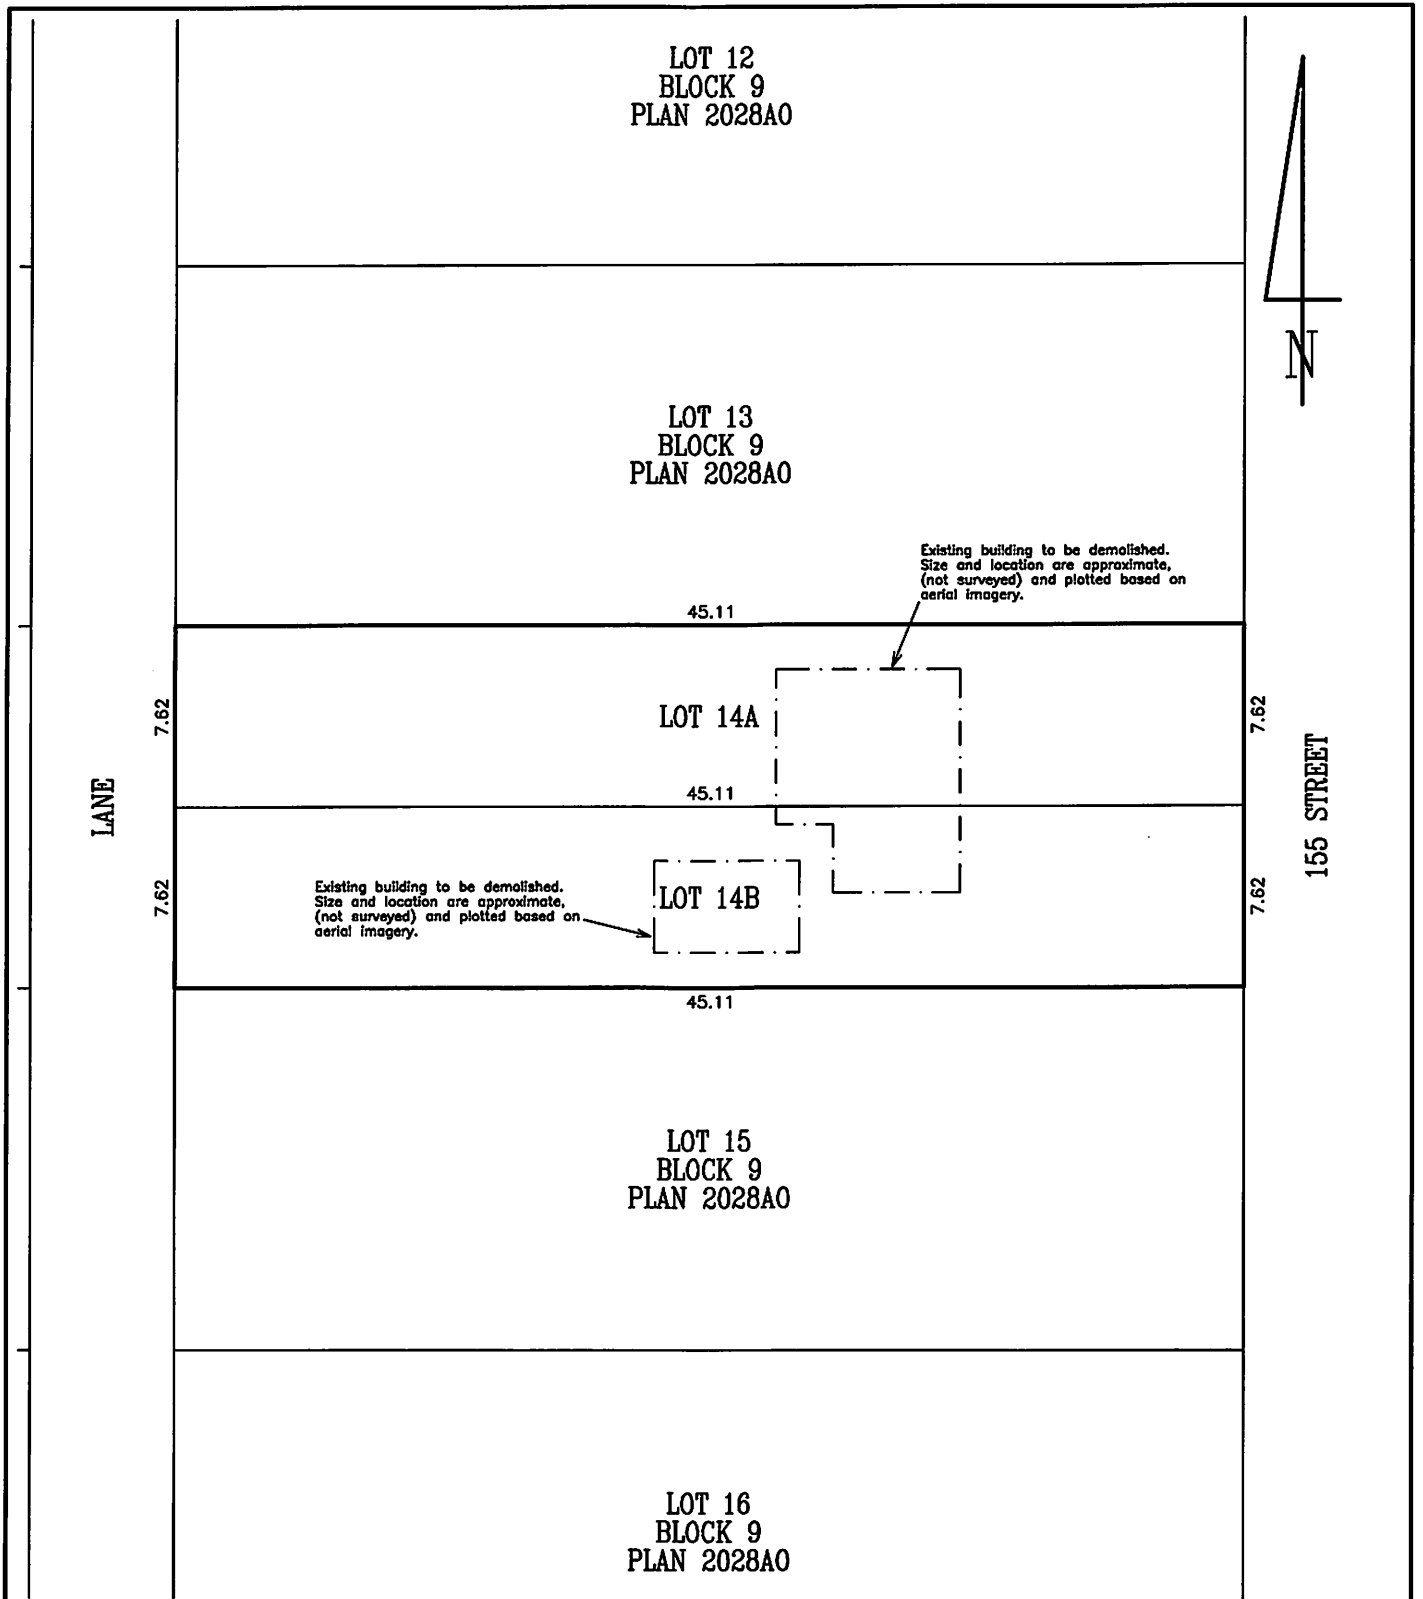 LOT 12
BLOCK 9
PLAN 2028AO
N
LOT 13
BLOCK 9
PLAN 2028AO
Existing building to be demolished.
Size and location are approximate,
(not surveyed) and plotted based on
aerial imagery.
45.11
7.62
LOT 14A
7.62
LANE
45.11
155 STREET
7.62
Existing building to be demolished.
Size and location are approximate,
(not surveyed) and plotted based on
aerial imagery.
LOT 14B
7.62
45.11
LOT 15
BLOCK 9
PLAN 2028AO
LOT 16
BLOCK 9
PLAN 2028AO